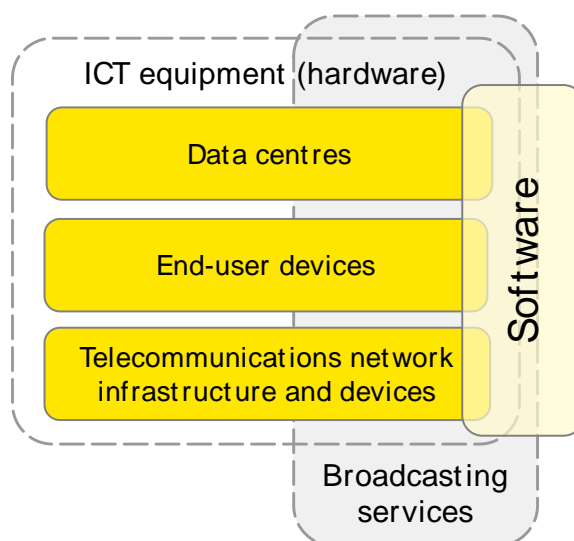 ICT equipment (hardware)
Data centres
End-user devices
Telecommunications network
infrastructure and devices
Software
Broadcasting
services